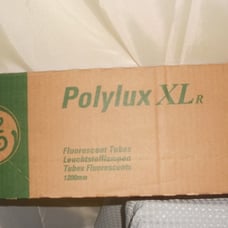 Polylux XLR
Fluorescent Tubes
Leuchtstofflampen
Tubes Fluorescents
1200mm